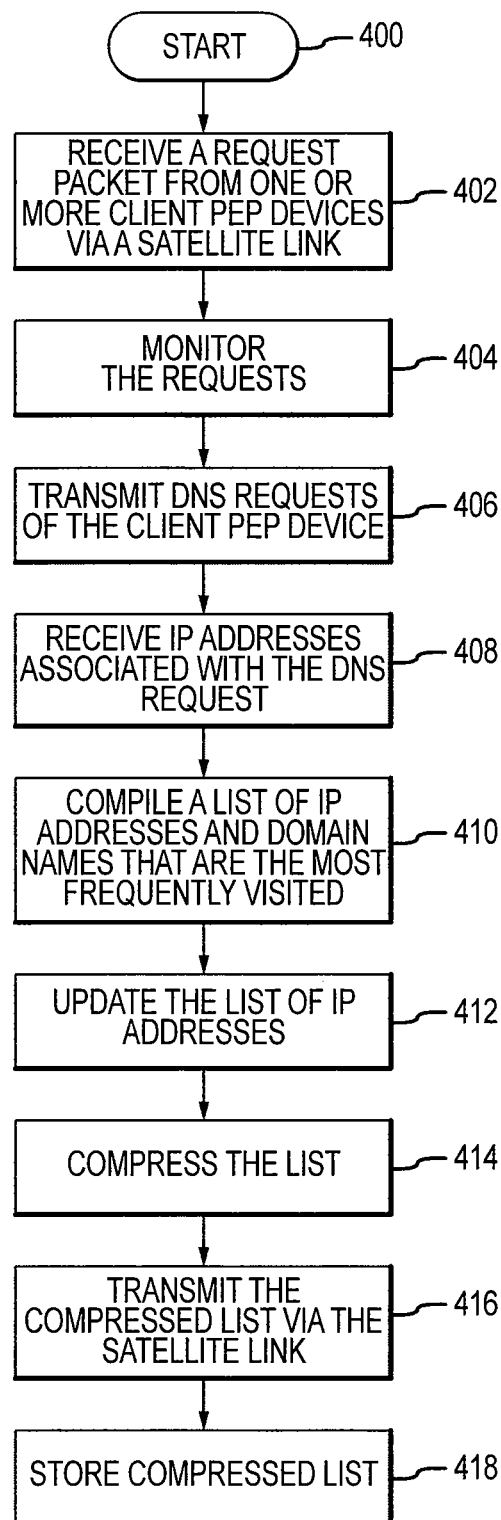 START
400
RECEIVE A REQUEST
PACKET FROM ONE OR
MORE CLIENT PEP DEVICES
VIA A SATELLITE LINK
402
MONITOR
THE REQUESTS
404
TRANSMIT DNS REQUESTS
OF THE CLIENT PEP DEVICE
406
RECEIVE IP ADDRESSES
ASSOCIATED WITH THE DNS
REQUEST
408
COMPILE A LIST OF IP
ADDRESSES AND DOMAIN
NAMES THAT ARE THE MOST
FREQUENTLY VISITED
410
UPDATE THE LIST OF IP
ADDRESSES
412
COMPRESS THE LIST
414
TRANSMIT THE
COMPRESSED LIST VIA THE
SATELLITE LINK
416
STORE COMPRESSED LIST
418